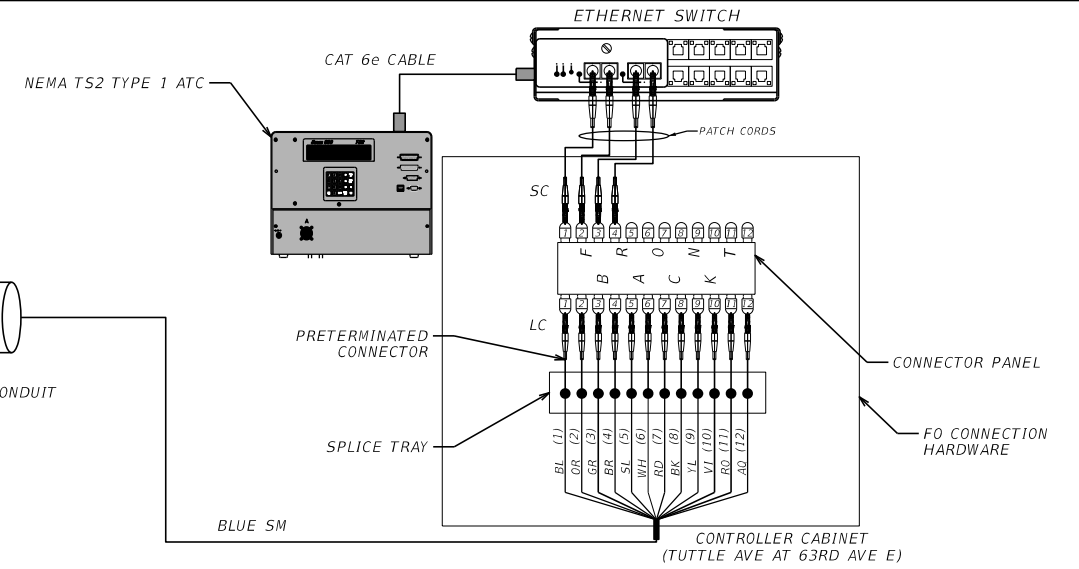 ETHERNET SWITCH
CAT 6e CABLE
NEMA TS2 TYPE 1 ATC
PATCH CORDS
A
SC
1 2 3 4 5 6 7 8 9 10 11 12
F R O N T
B A C K
1 2 3 4 5 6 7 8 9 10 11 12
LC
PRETERMINATED
CONNECTOR
CONNECTOR PANEL
ONDUIT
SPLICE TRAY
FO CONNECTION
HARDWARE
BL (1)
OR (2)
GR (3)
BR (4)
SL (5)
WH (6)
RD (7)
BK (8)
YL (9)
VI (10)
RO (11)
AQ (12)
BLUE SM
CONTROLLER CABINET
(TUTTLE AVE AT 63RD AVE E)